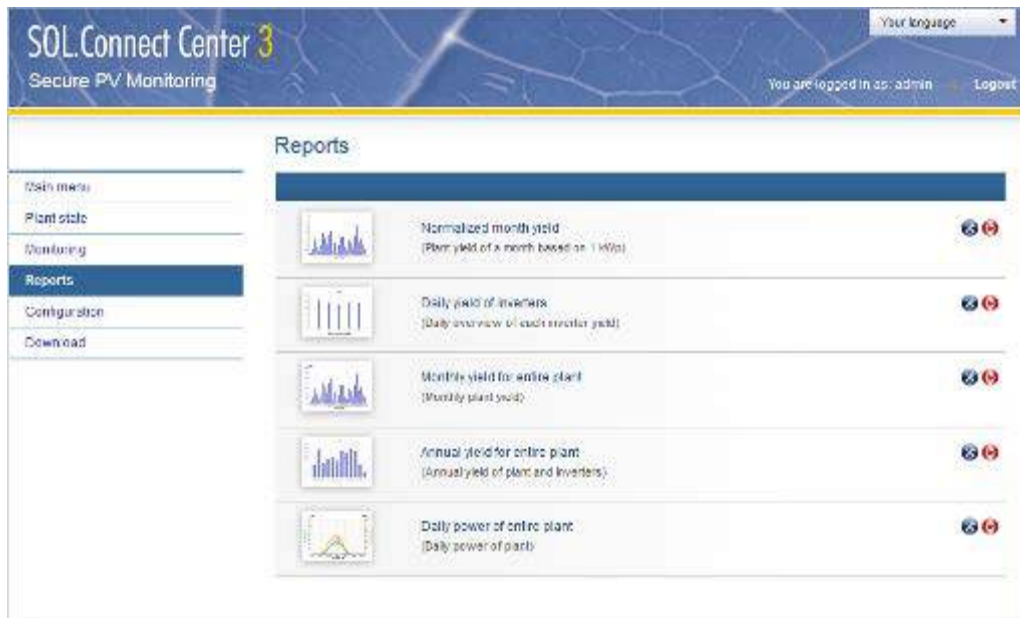 SOL.Connect Center 3
Secure PV Monitoring
Your language
You are logged in as: admin
Logout
Reports
Main menu
Plant state
Monitoring
Reports
Configuration
Download
Normalized month yield
(Plant yield of a month based on 1 kWp)
Daily yield of inverters
(Daily overview of each inverter yield)
Monthly yield for entire plant
(Monthly plant yield)
Annual yield for entire plant
(Annual yield of plant and inverters)
Daily power of entire plant
(Daily power of plant)